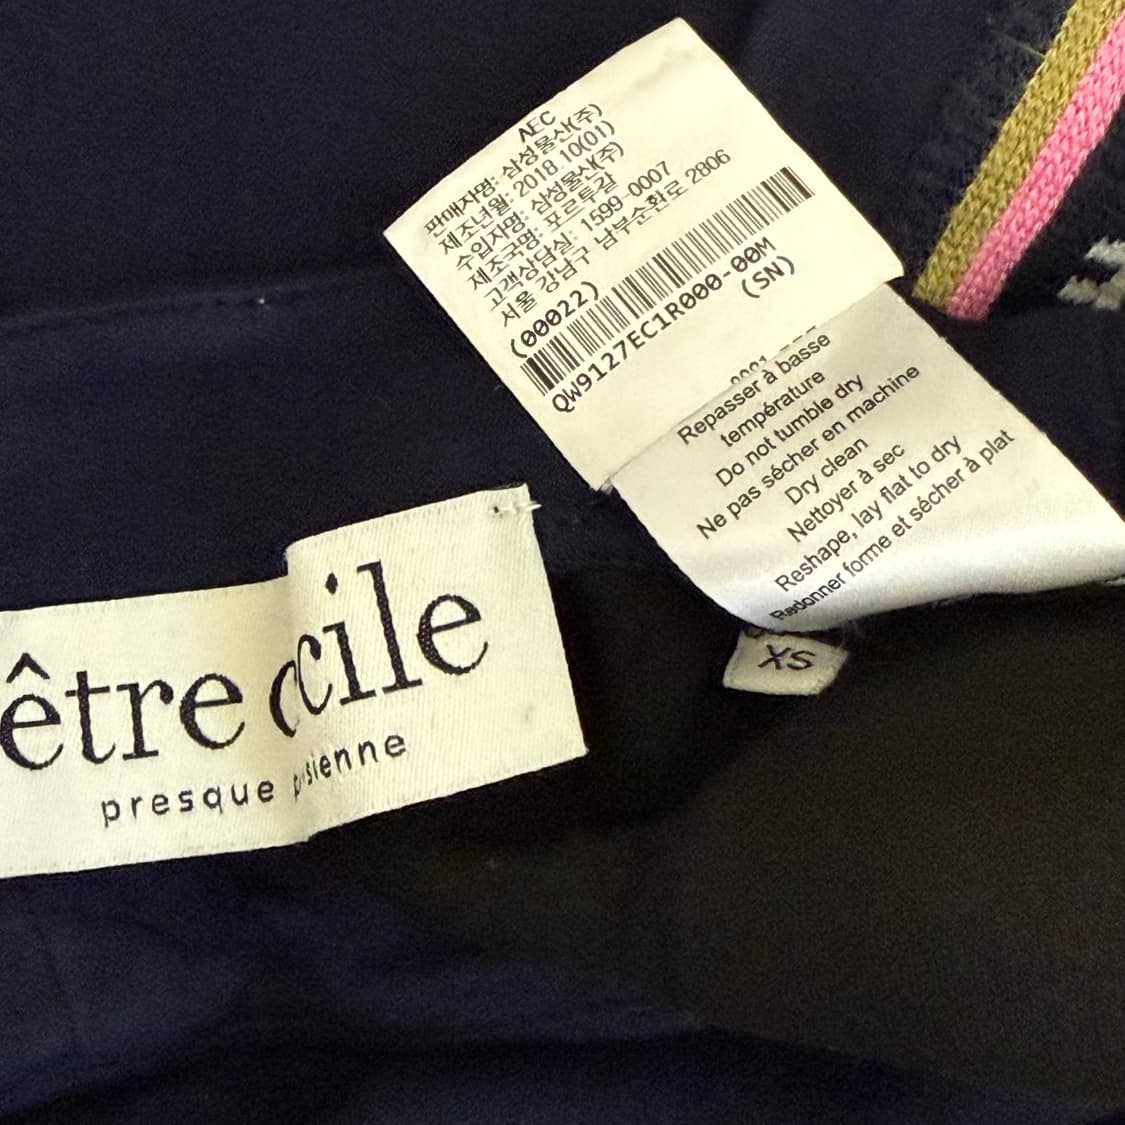 AEC
판매자명: 삼성물산(주)
제조년월: 2018.10(01)
수입자명: 삼성물산(주)
제조국명: 포르투갈
고객상담실: 1599-0007
서울 강남구 남부순환로 2806
(00022)
QW9127EC1R000-00M
(SN)
Repasser à basse
température
Do not tumble dry
Ne pas sécher en machine
Dry clean
Nettoyer à sec
Reshape, lay flat to dry
Redonner forme et sécher à plat
XS
être cile
presque